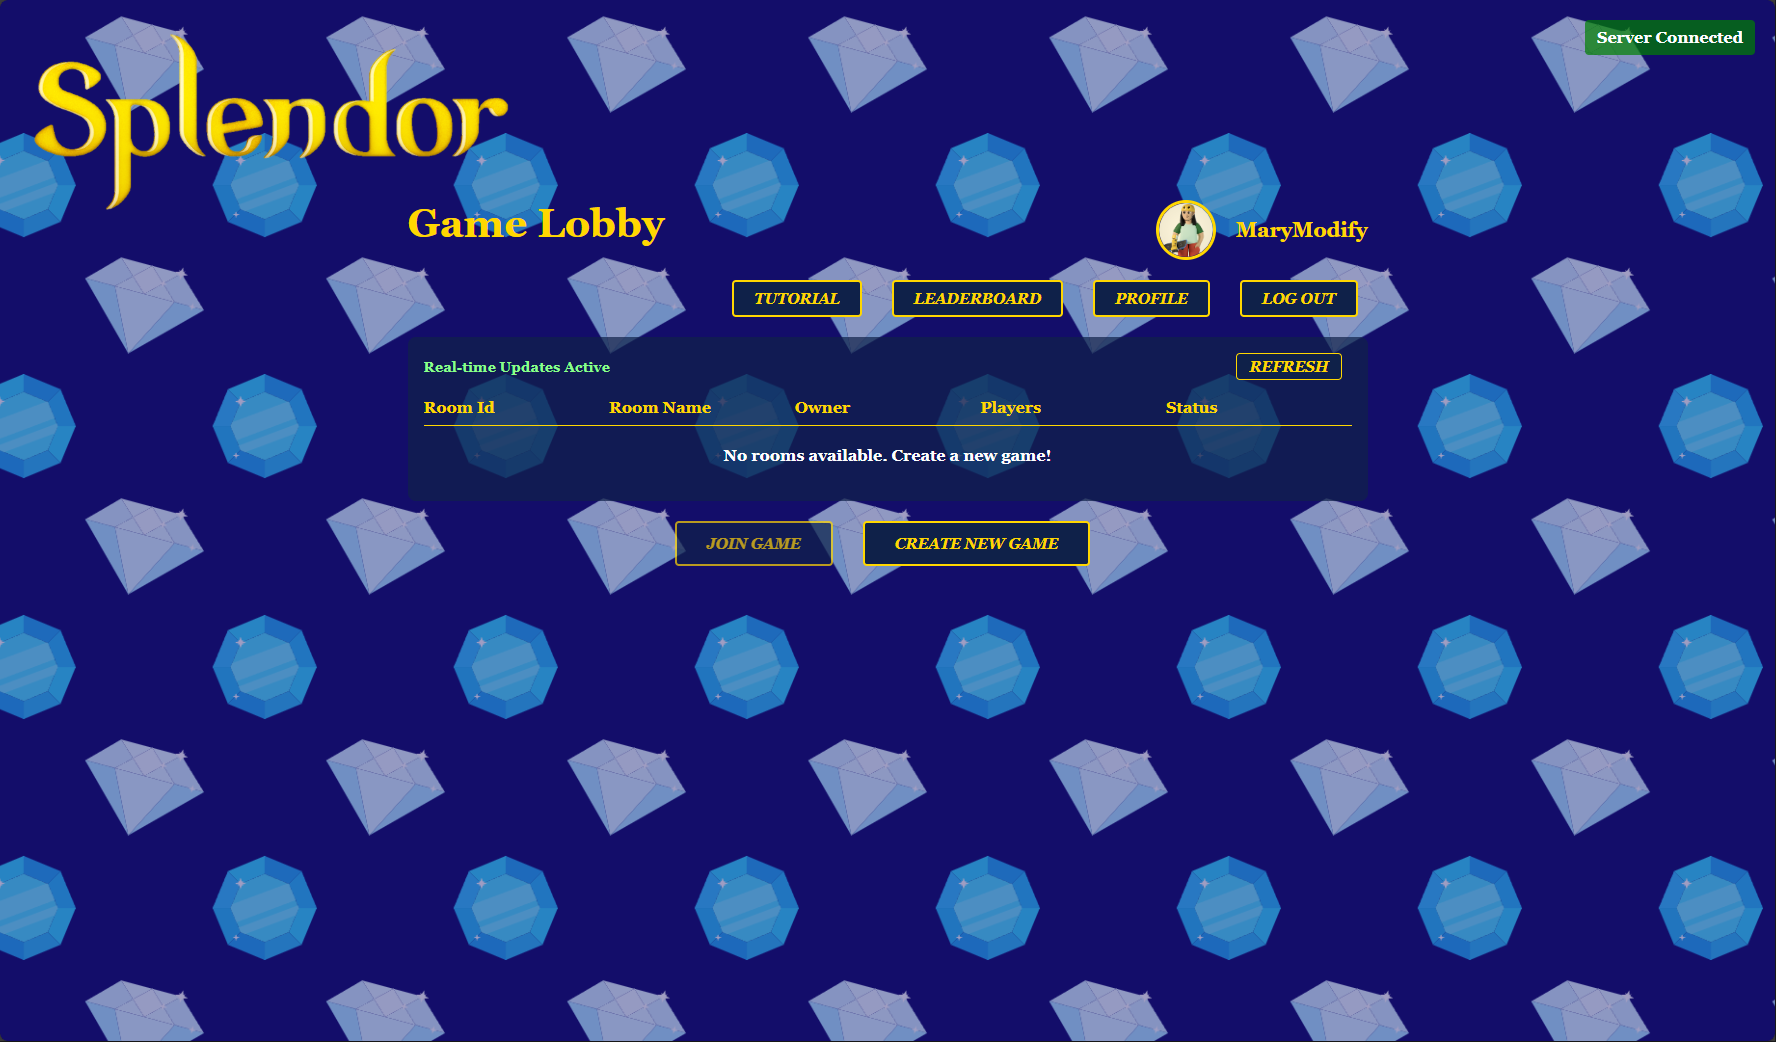 Splendor
Server Connected
Game Lobby
MaryModify
TUTORIAL
LEADERBOARD
PROFILE
LOG OUT
Real-time Updates Active
REFRESH
Room Id
Room Name
Owner
Players
Status
No rooms available. Create a new game!
JOIN GAME
CREATE NEW GAME